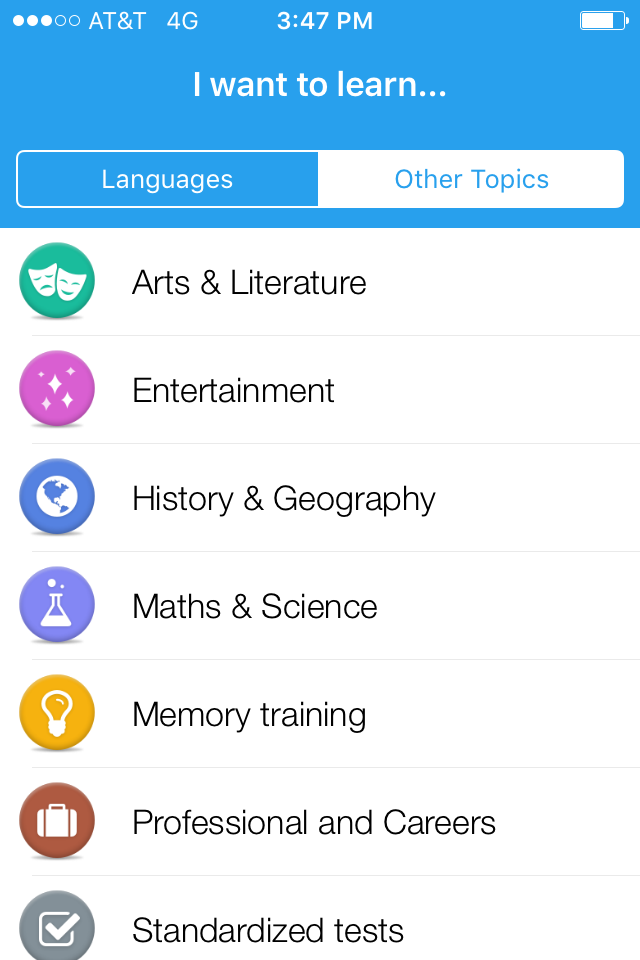 AT&T 4G 3:47 PM
I want to learn...
Languages Other Topics
Arts & Literature
Entertainment
History & Geography
Maths & Science
Memory training
Professional and Careers
Standardized tests